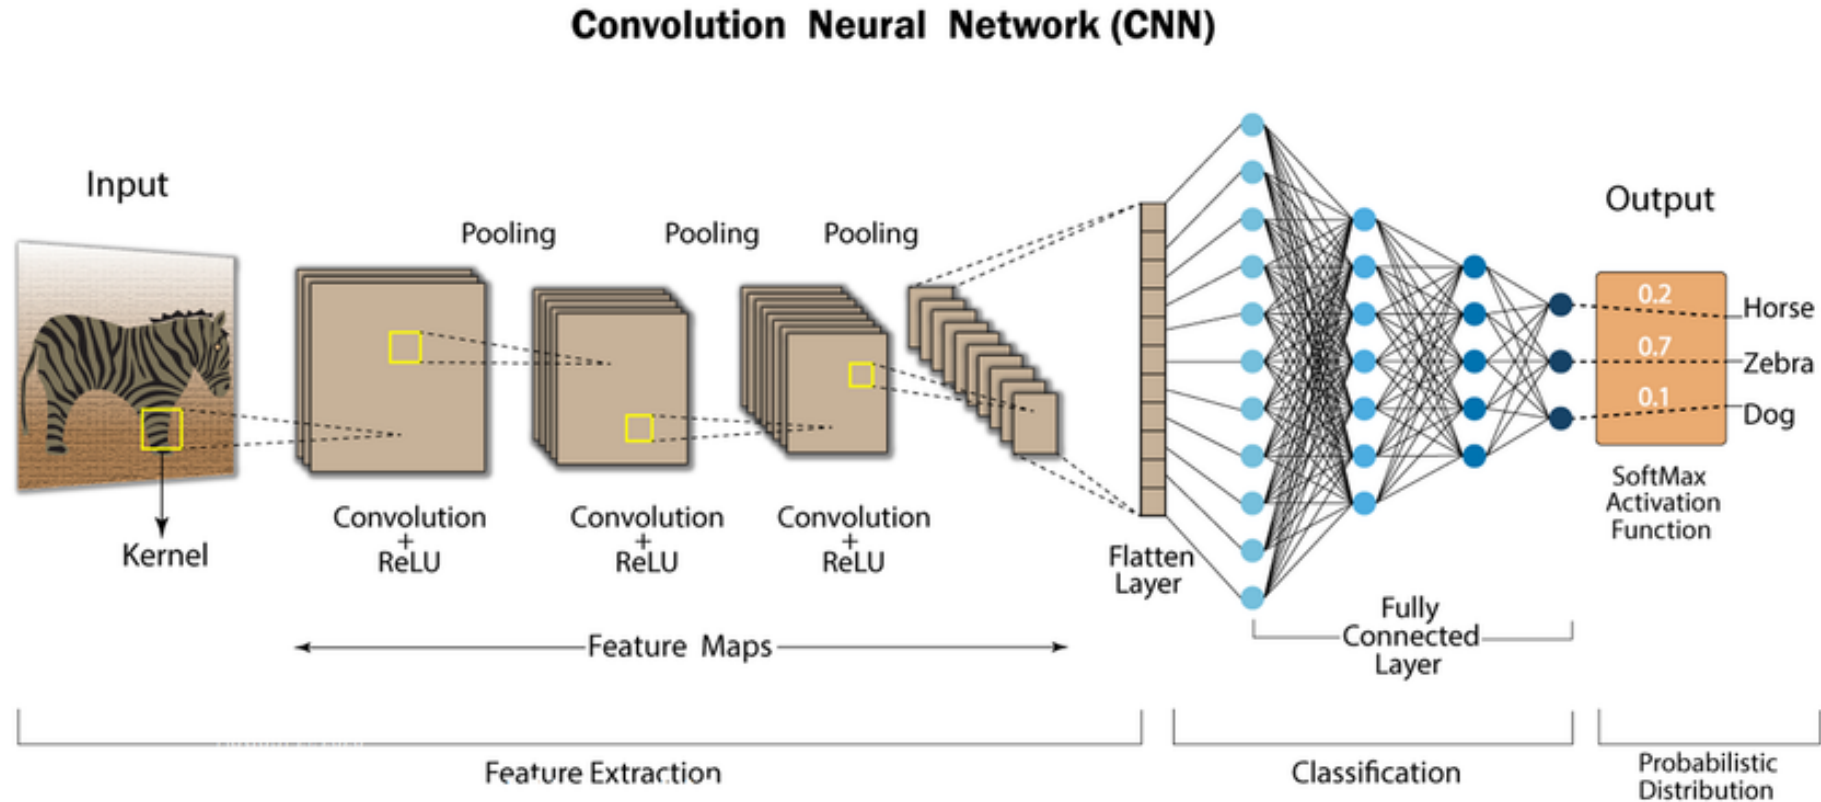 Convolution Neural Network (CNN)
Input
Pooling
Pooling
Pooling
Output
0.2
Horse
0.7
Zebra
0.1
Dog
Kernel
Convolution
+
ReLU
Convolution
+
ReLU
Convolution
+
ReLU
Flatten
Layer
SoftMax
Activation
Function
Feature Maps
Fully
Connected
Layer
Feature Extraction
Classification
Probabilistic
Distribution